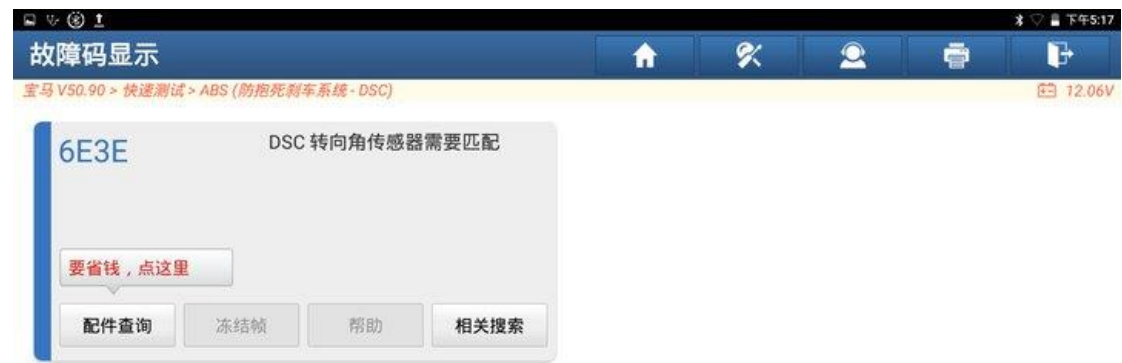 下午5:17
故障码显示
宝马 V50.90 > 快速测试 > ABS (防抱死刹车系统 - DSC)
12.06V
6E3E
DSC 转向角传感器需要匹配
要省钱，点这里
配件查询
冻结帧
帮助
相关搜索